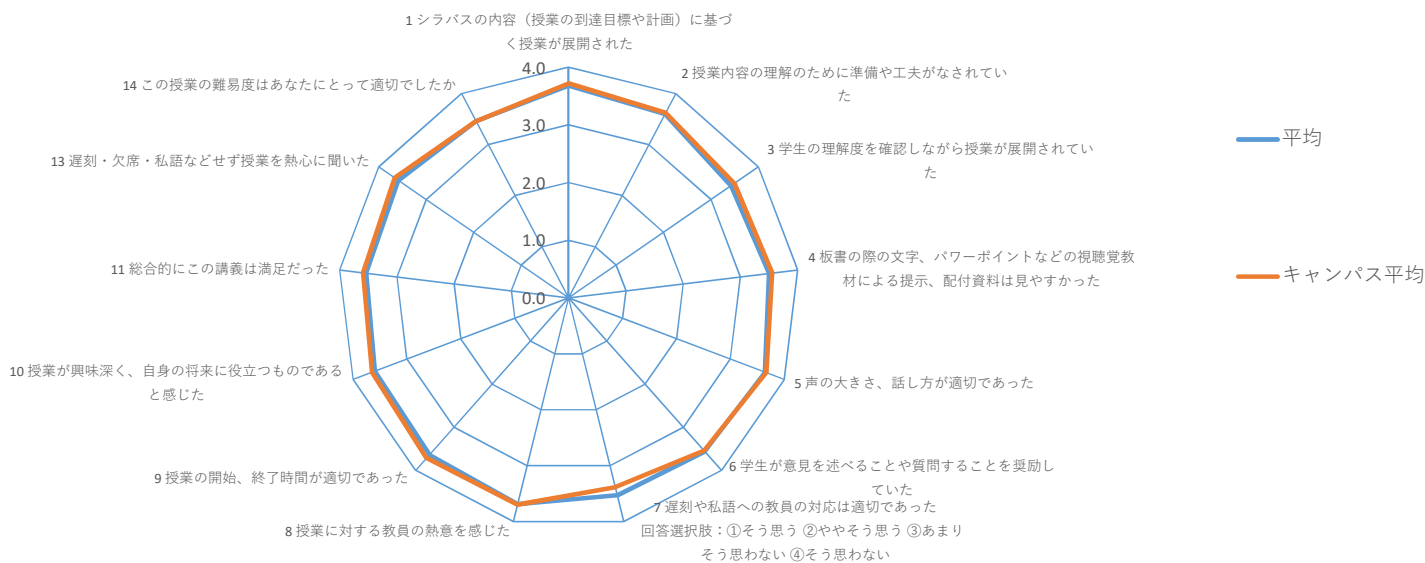 1 シラバスの内容（授業の到達目標や計画）に基づ
く授業が展開された
2 授業内容の理解のために準備や工夫がなされてい
た
3 学生の理解度を確認しながら授業が展開されてい
た
4 板書の際の文字、パワーポイントなどの視聴覚教
材による提示、配付資料は見やすかった
5 声の大きさ、話し方が適切であった
6 学生が意見を述べることや質問することを奨励し
ていた
7 遅刻や私語への教員の対応は適切であった
回答選択肢：①そう思う ②ややそう思う ③あまり
そう思わない ④そう思わない
8 授業に対する教員の熱意を感じた
9 授業の開始、終了時間が適切であった
10 授業が興味深く、自身の将来に役立つものである
と感じた
11 総合的にこの講義は満足だった
13 遅刻・欠席・私語などせず授業を熱心に聞いた
14 この授業の難易度はあなたにとって適切でしたか
4.0
3.0
2.0
1.0
0.0
平均
キャンパス平均